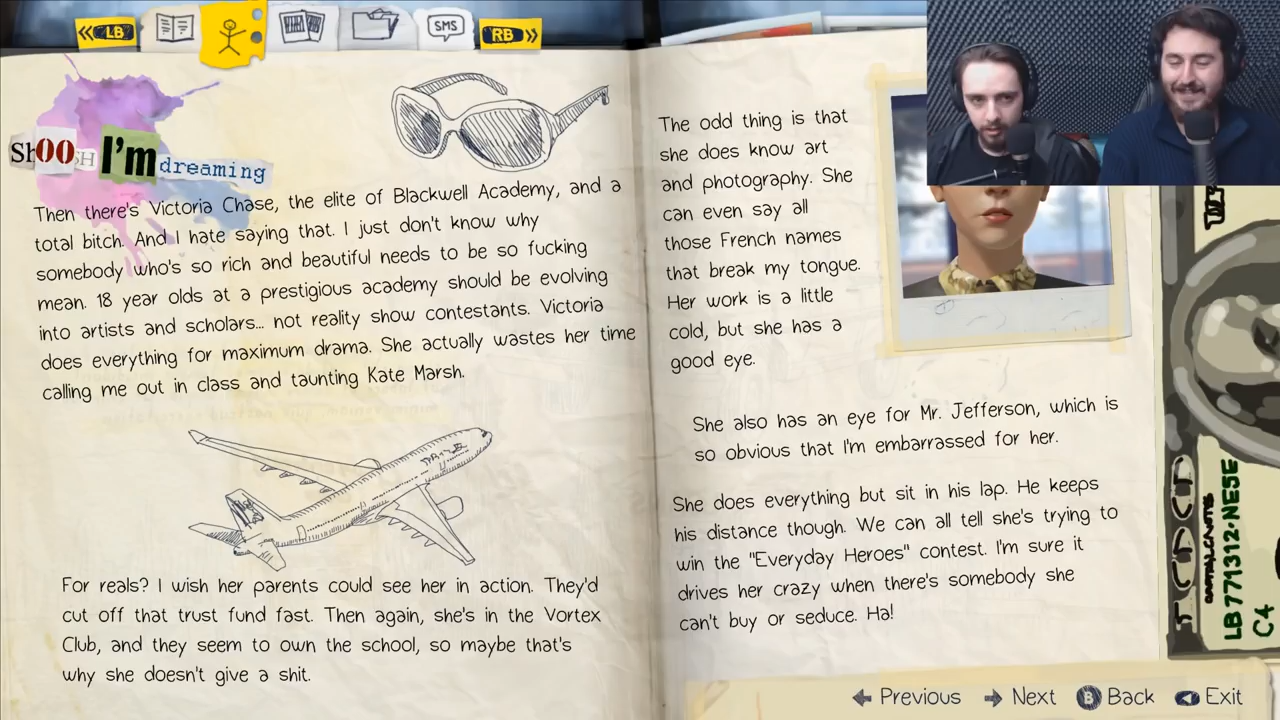 LB
SMS
RB
ShOOSH I'm dreaming
Then there's Victoria Chase, the elite of Blackwell Academy, and a
total bitch. And I hate saying that. I just don't know why
somebody who's so rich and beautiful needs to be so fucking
mean. 18 year olds at a prestigious academy should be evolving
into artists and scholars... not reality show contestants. Victoria
does everything for maximum drama. She actually wastes her time
calling me out in class and taunting Kate Marsh.
For reals? I wish her parents could see her in action. They'd
cut off that trust fund fast. Then again, she's in the Vortex
Club, and they seem to own the school, so maybe that's
why she doesn't give a shit.
The odd thing is that
she does know art
and photography. She
can even say all
those French names
that break my tongue.
Her work is a little
cold, but she has a
good eye.
She also has an eye for Mr. Jefferson, which is
so obvious that I'm embarrassed for her.
She does everything but sit in his lap. He keeps
his distance though. We can all tell she's trying to
win the "Everyday Heroes" contest. I'm sure it
drives her crazy when there's somebody she
can't buy or seduce. Ha!
LB771312-NESE
C4
Previous
Next
B Back
Exit